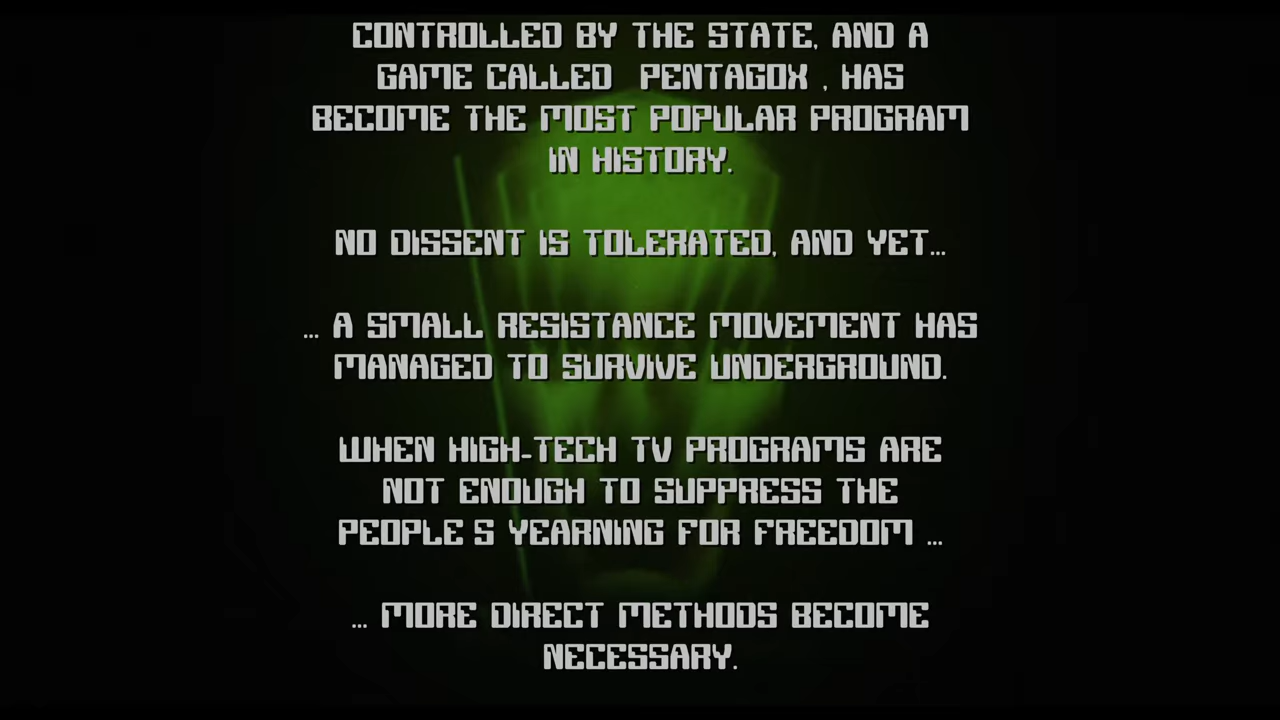 CONTROLLED BY THE STATE, AND A
GAME CALLED PENTAGOX , HAS
BECOME THE MOST POPULAR PROGRAM
IN HISTORY.
NO DISSENT IS TOLERATED, AND YET...
... A SMALL RESISTANCE MOVEMENT HAS
MANAGED TO SURVIVE UNDERGROUND.
WHEN HIGH-TECH TV PROGRAMS ARE
NOT ENOUGH TO SUPPRESS THE
PEOPLE S YEARNING FOR FREEDOM ...
... MORE DIRECT METHODS BECOME
NECESSARY.